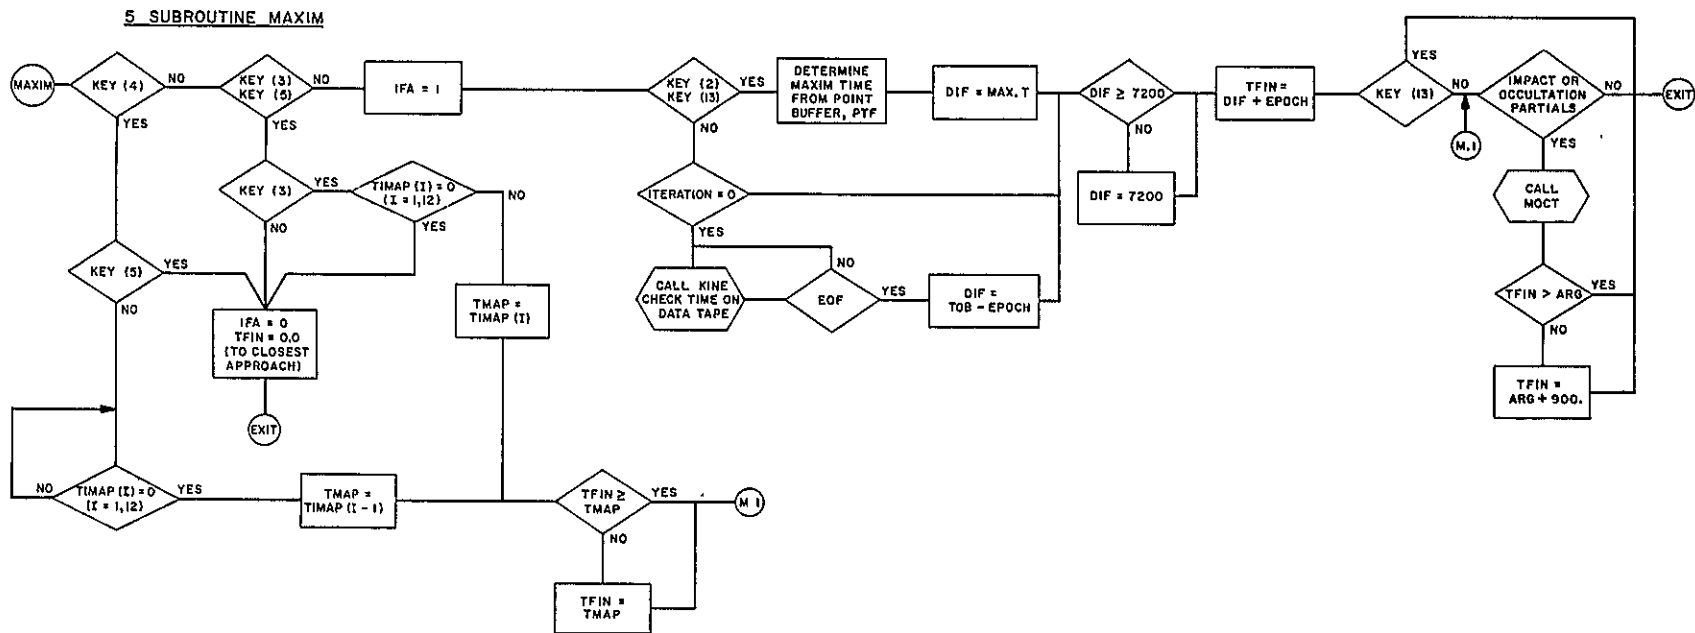 5 SUBROUTINE MAXIM
MAXIM
KEY (4)
NO
YES
KEY (3)
KEY (5)
NO
YES
IFA = 1
KEY (2)
KEY (13)
YES
NO
DETERMINE
MAXIM TIME
FROM POINT
BUFFER, PTF
DIF = MAX. T
DIF ≥ 7200
NO
DIF = 7200
TFIN =
DIF + EPOCH
YES
KEY (13)
NO
M.1
IMPACT OR
OCCULTATION
PARTIALS
NO
YES
EXIT
KEY (3)
YES
NO
TIMAP (I) = 0
(I = 1,12)
NO
YES
ITERATION = 0
YES
CALL
MOCT
KEY (5)
YES
NO
CALL KINE
CHECK TIME ON
DATA TAPE
NO
EOF
YES
DIF =
TOB - EPOCH
TFIN > ARG
YES
NO
IFA = 0
TFIN = 0.0
(TO CLOSEST
APPROACH)
TMAP =
TIMAP (I)
TFIN =
ARG + 900.
EXIT
NO
TIMAP (I) = 0
(I = 1,12)
YES
TMAP =
TIMAP (I - 1)
TFIN ≥
TMAP
YES
NO
M 1
TFIN =
TMAP